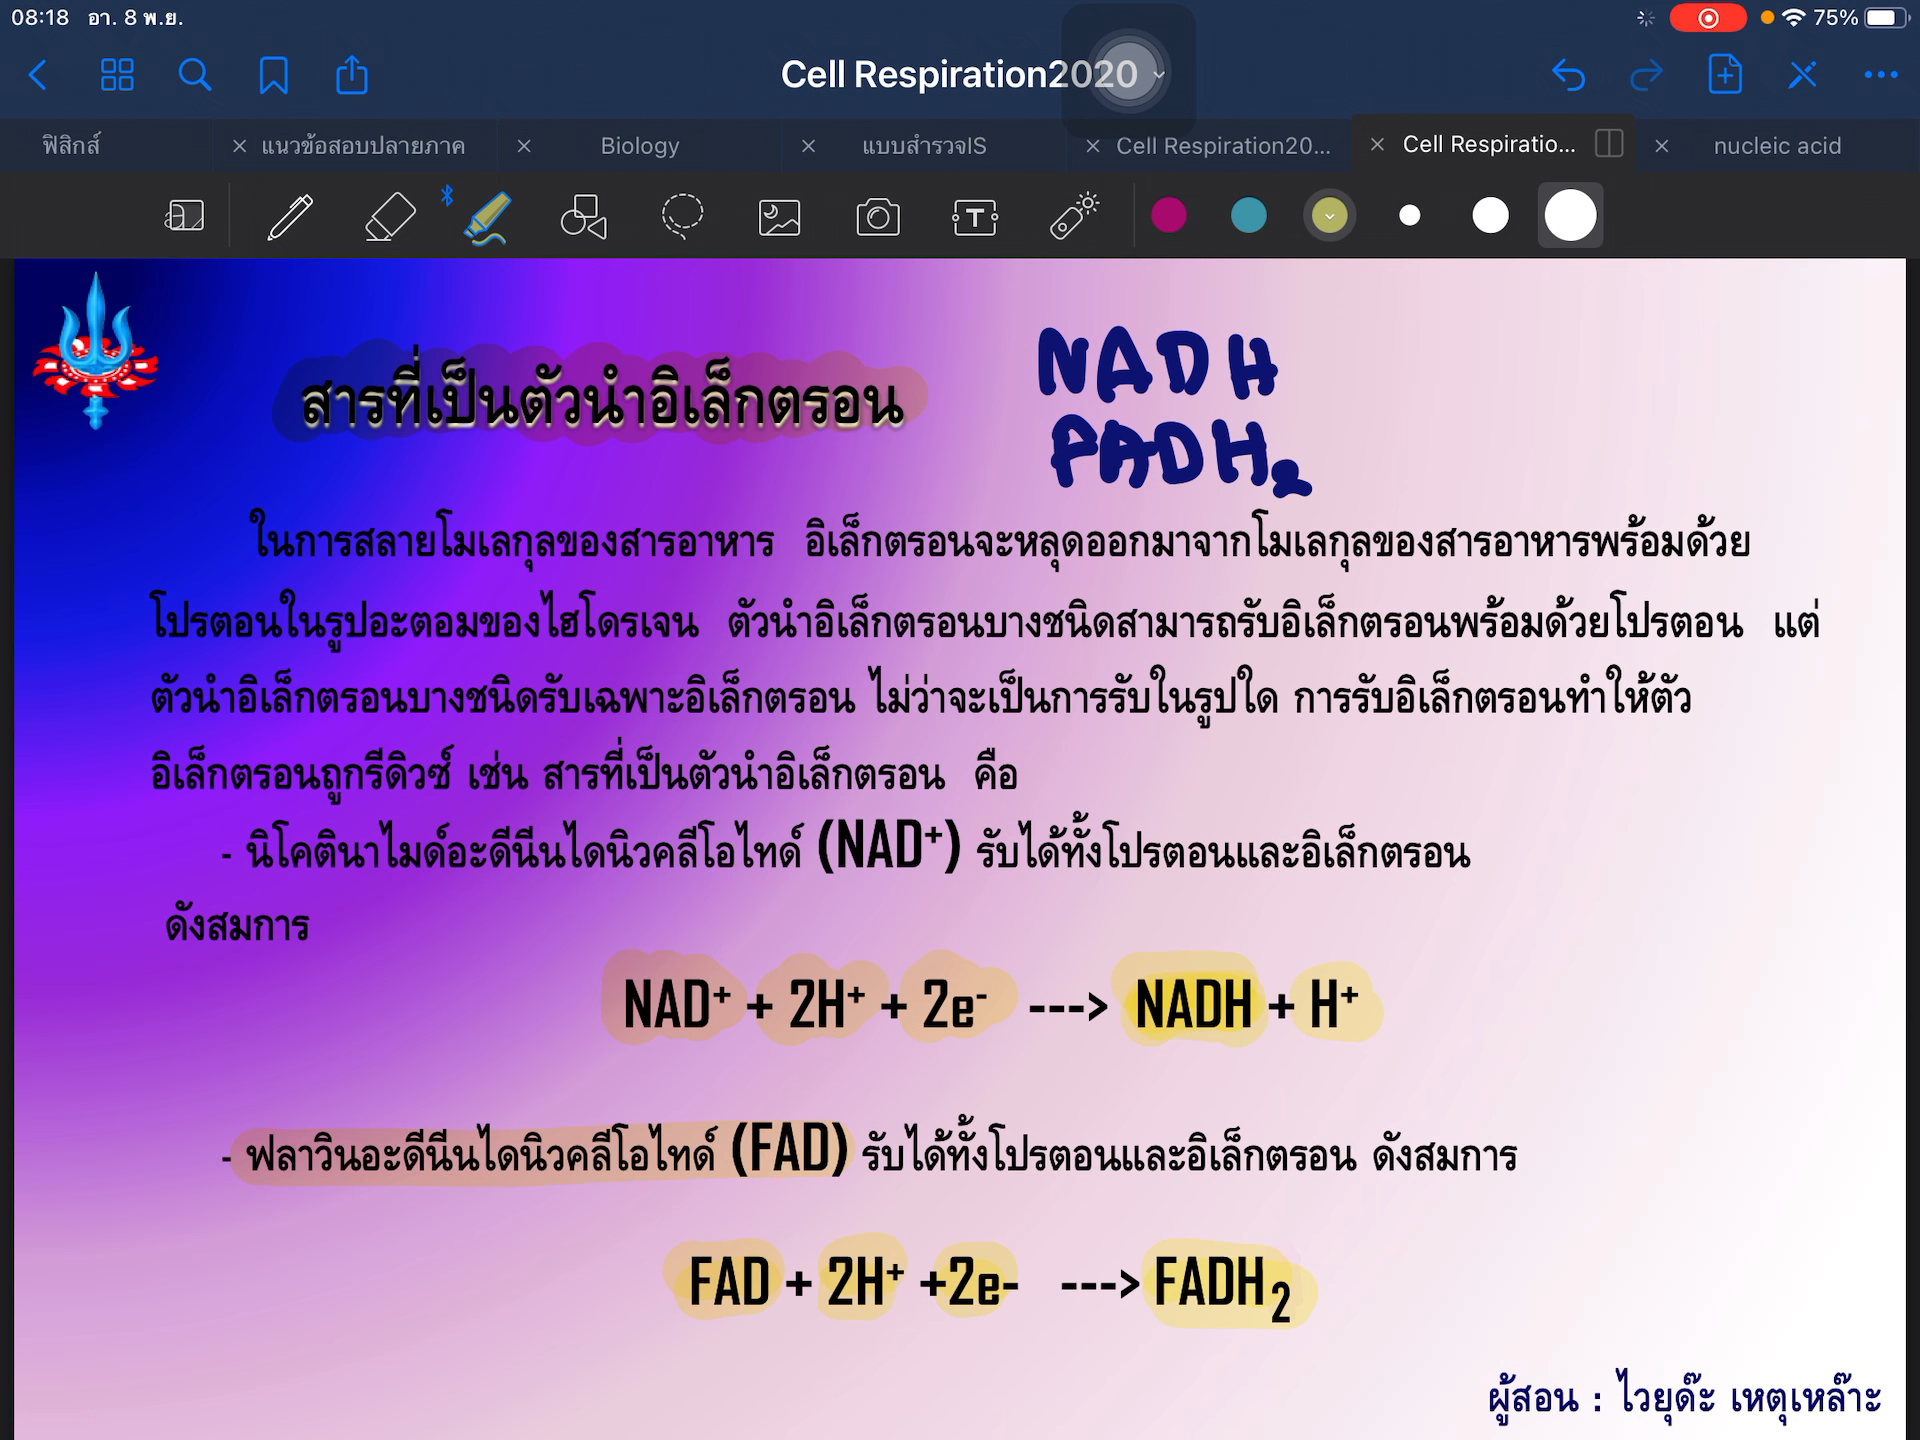 08:18 อา. 8 พ.ย.
75%
Cell Respiration2020
ฟิสิกส์
แนวข้อสอบปลายภาค
Biology
แบบสำรวจIS
Cell Respiration20...
Cell Respiratio...
nucleic acid
NADH
สารที่เป็นตัวนำอิเล็กตรอน
FADH2
ในการสลายโมเลกุลของสารอาหาร อิเล็กตรอนจะหลุดออกมาจากโมเลกุลของสารอาหารพร้อมด้วย
โปรตอนในรูปอะตอมของไฮโดรเจน ตัวนำอิเล็กตรอนบางชนิดสามารถรับอิเล็กตรอนพร้อมด้วยโปรตอน แต่
ตัวนำอิเล็กตรอนบางชนิดรับเฉพาะอิเล็กตรอน ไม่ว่าจะเป็นการรับในรูปใด การรับอิเล็กตรอนทำให้ตัว
อิเล็กตรอนถูกรีดิวซ์ เช่น สารที่เป็นตัวนำอิเล็กตรอน คือ
- นิโคตินาไมด์อะดีนีนไดนิวคลีโอไทด์ (NAD⁺) รับได้ทั้งโปรตอนและอิเล็กตรอน
ดังสมการ
NAD⁺ + 2H⁺ + 2e⁻ ---> NADH + H⁺
- ฟลาวินอะดีนีนไดนิวคลีโอไทด์ (FAD) รับได้ทั้งโปรตอนและอิเล็กตรอน ดังสมการ
FAD + 2H⁺ +2e- ---> FADH₂
ผู้สอน : ไวยุด๊ะ เหตุเหล๊าะ